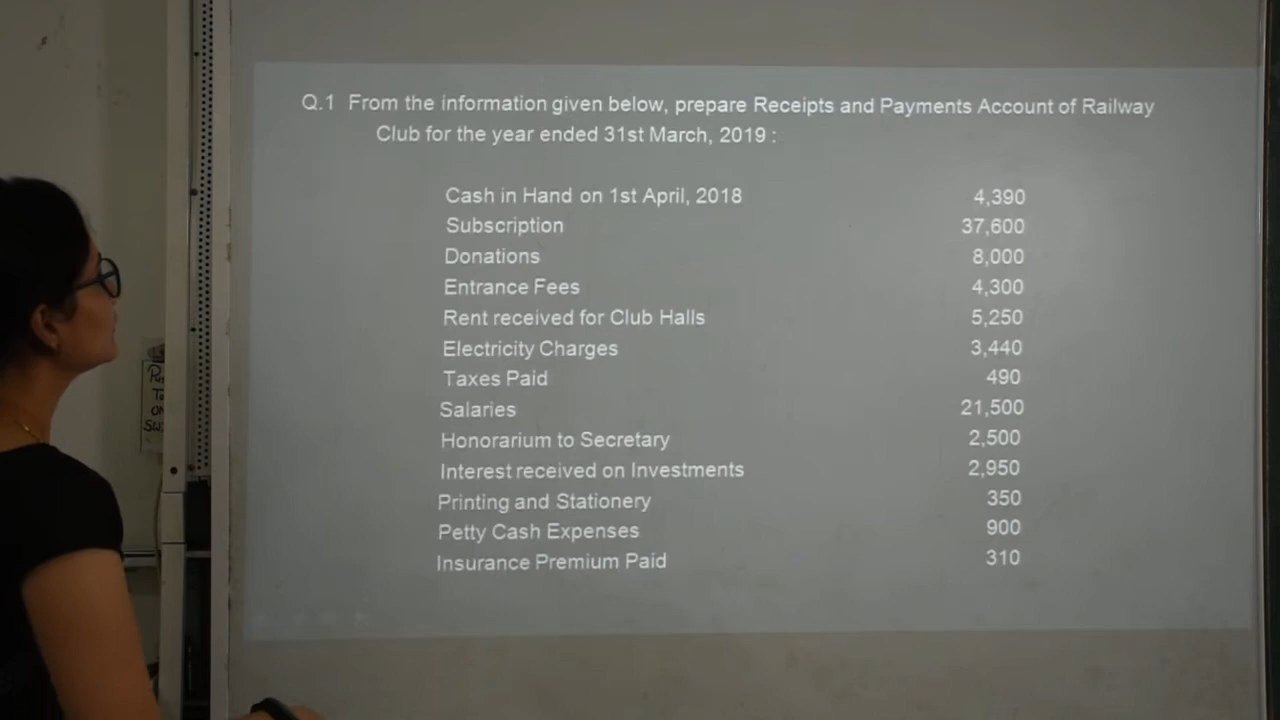 Q.1 From the information given below, prepare Receipts and Payments Account of Railway
Club for the year ended 31st March, 2019 :
Cash in Hand on 1st April, 2018 4,390
Subscription 37,600
Donations 8,000
Entrance Fees 4,300
Rent received for Club Halls 5,250
Electricity Charges 3,440
Taxes Paid 490
Salaries 21,500
Honorarium to Secretary 2,500
Interest received on Investments 2,950
Printing and Stationery 350
Petty Cash Expenses 900
Insurance Premium Paid 310